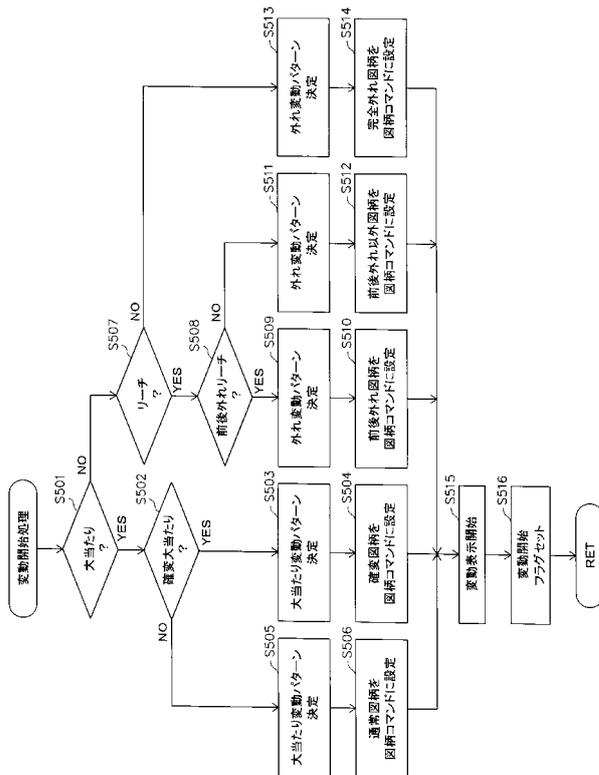 変動開始処理
S501
大当たり
?
NO
YES
S507
リーチ
?
NO
YES
S502
確変大当たり
?
NO
YES
S508
前後外れリーチ
?
NO
YES
S505
大当たり変動パターン
決定
S503
大当たり変動パターン
決定
S509
外れ変動パターン
決定
S511
外れ変動パターン
決定
S513
外れ変動パターン
決定
S506
通常図柄を
図柄コマンドに設定
S504
確変図柄を
図柄コマンドに設定
S510
前後外れ図柄を
図柄コマンドに設定
S512
前後外れ以外図柄を
図柄コマンドに設定
S514
完全外れ図柄を
図柄コマンドに設定
S515
変動表示開始
S516
変動開始
フラグセット
RET